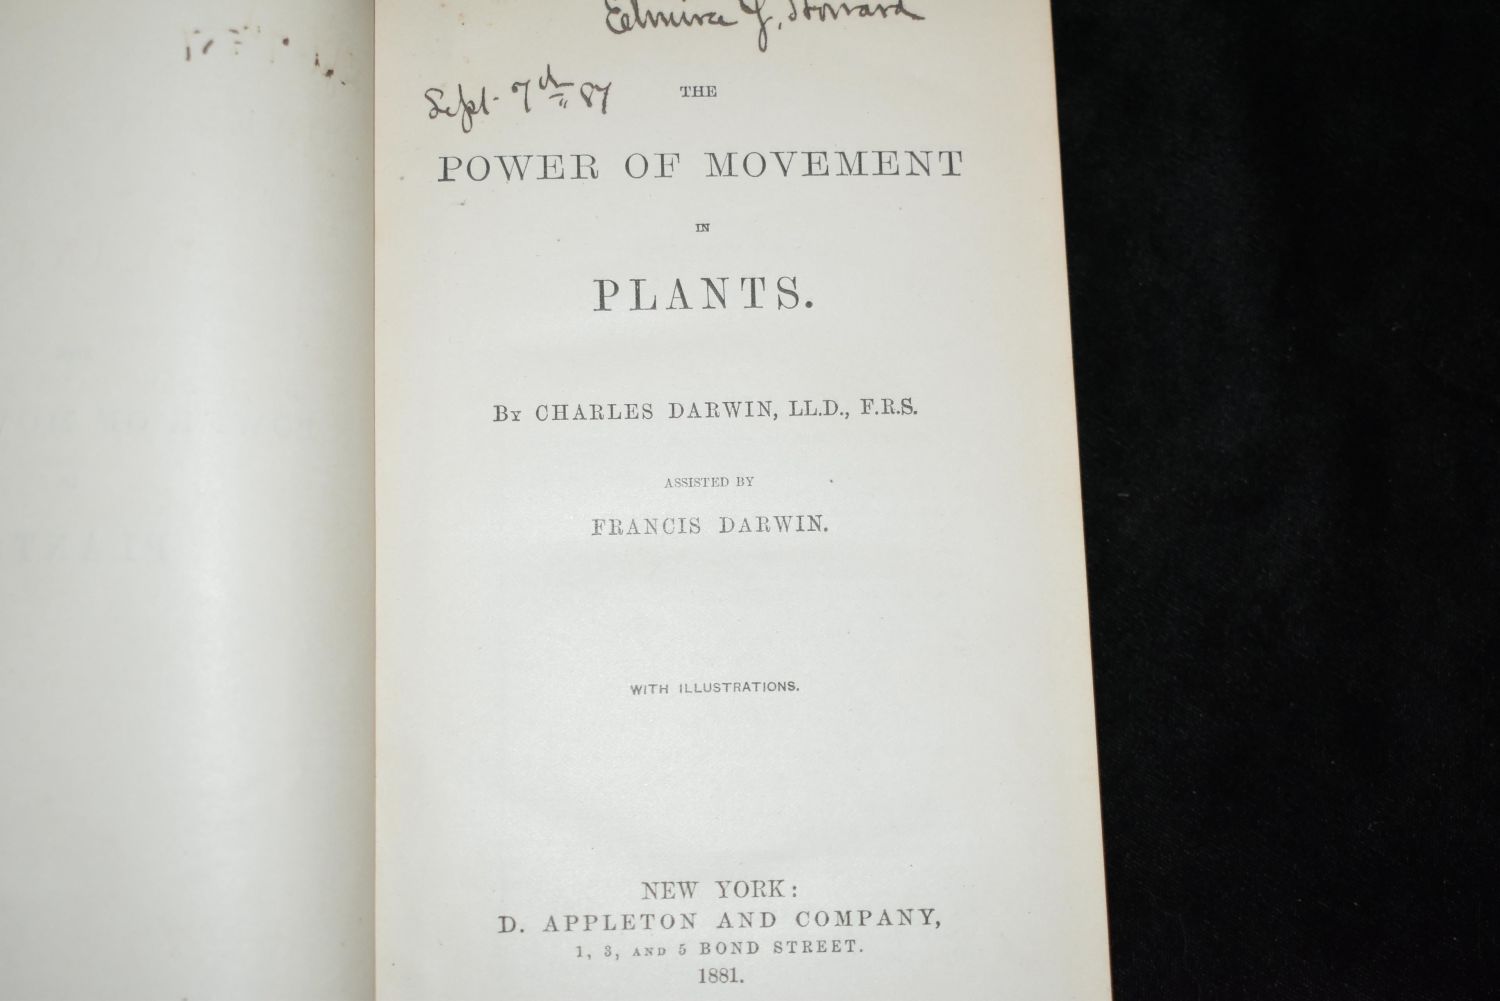 Elmira Y. Howard
Sept. 7th 87
THE
POWER OF MOVEMENT
IN
PLANTS.
By CHARLES DARWIN, LL.D., F.R.S.
ASSISTED BY
FRANCIS DARWIN.
WITH ILLUSTRATIONS.
NEW YORK:
D. APPLETON AND COMPANY,
1, 3, AND 5 BOND STREET.
1881.